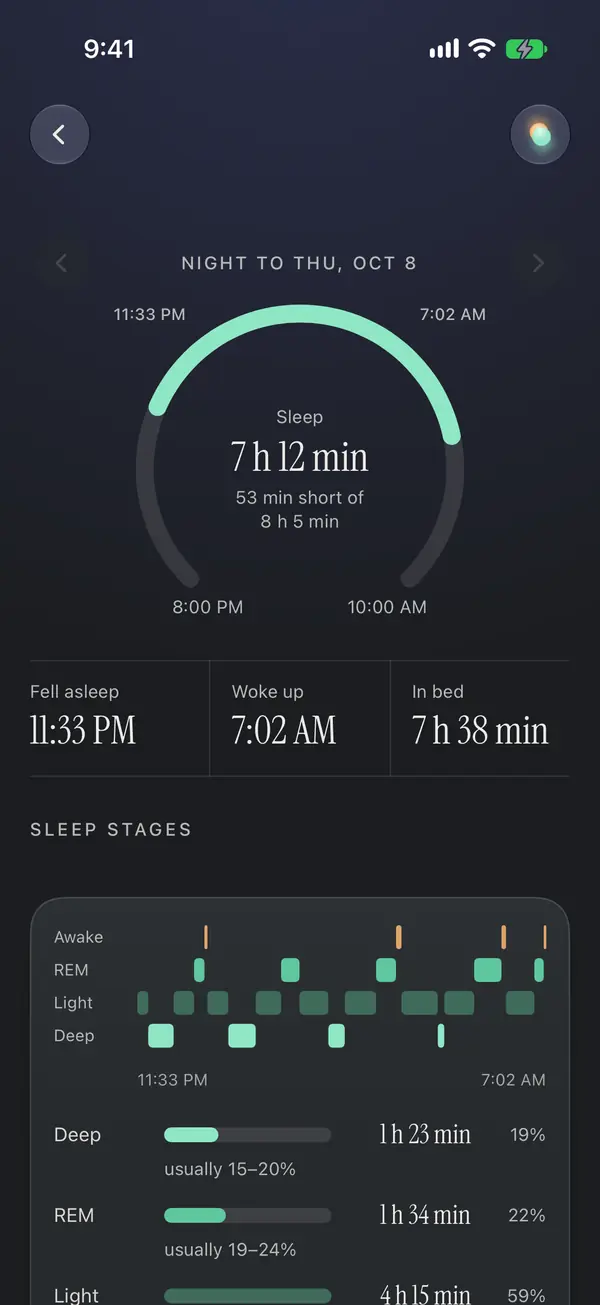 9:41
NIGHT TO THU, OCT 8
11:33 PM
7:02 AM
Sleep
7 h 12 min
53 min short of
8 h 5 min
8:00 PM
10:00 AM
Fell asleep
11:33 PM
Woke up
7:02 AM
In bed
7 h 38 min
SLEEP STAGES
Awake
REM
Light
Deep
11:33 PM
7:02 AM
Deep
1 h 23 min
19%
usually 15–20%
REM
1 h 34 min
22%
usually 19–24%
Light
4 h 15 min
59%